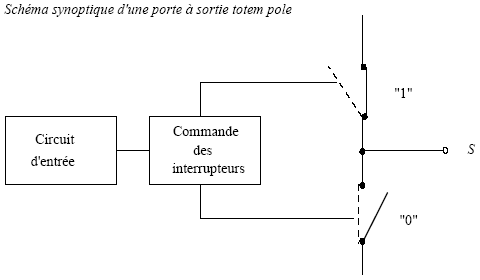 Schéma synoptique d'une porte à sortie totem pole
Circuit
d'entrée
Commande
des
interrupteurs
"1"
S
"0"